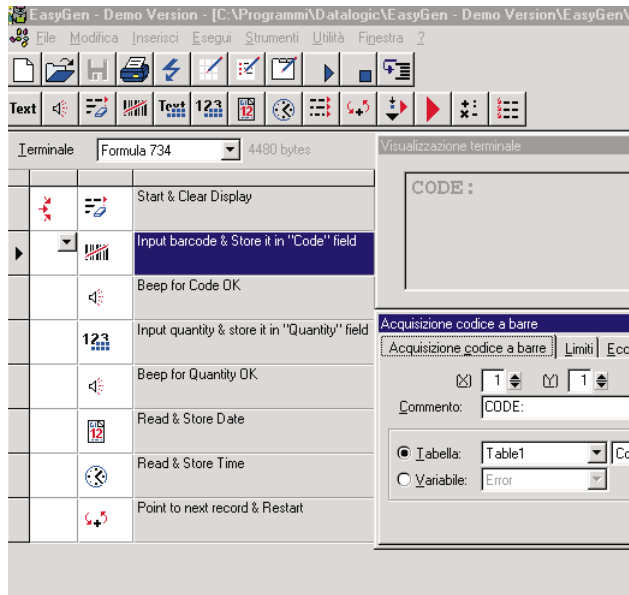 EasyGen - Demo Version - [C:\Programmi\Datalogic\EasyGen - Demo Version\EasyGen\
File Modifica Inserisci Esegui Strumenti Utilità Finestra ?
Text Text 123 12
Terminale Formula 734 4480 bytes
Visualizzazione terminale
CODE:
Start & Clear Display
Input barcode & Store it in "Code" field
Beep for Code OK
123 Input quantity & store it in "Quantity" field
Beep for Quantity OK
12 Read & Store Date
Read & Store Time
Point to next record & Restart
Acquisizione codice a barre
Acquisizione codice a barre Limiti Ecc
(X) 1 (Y) 1
Commento: CODE:
Tabella: Table1 Co
Variabile: Error